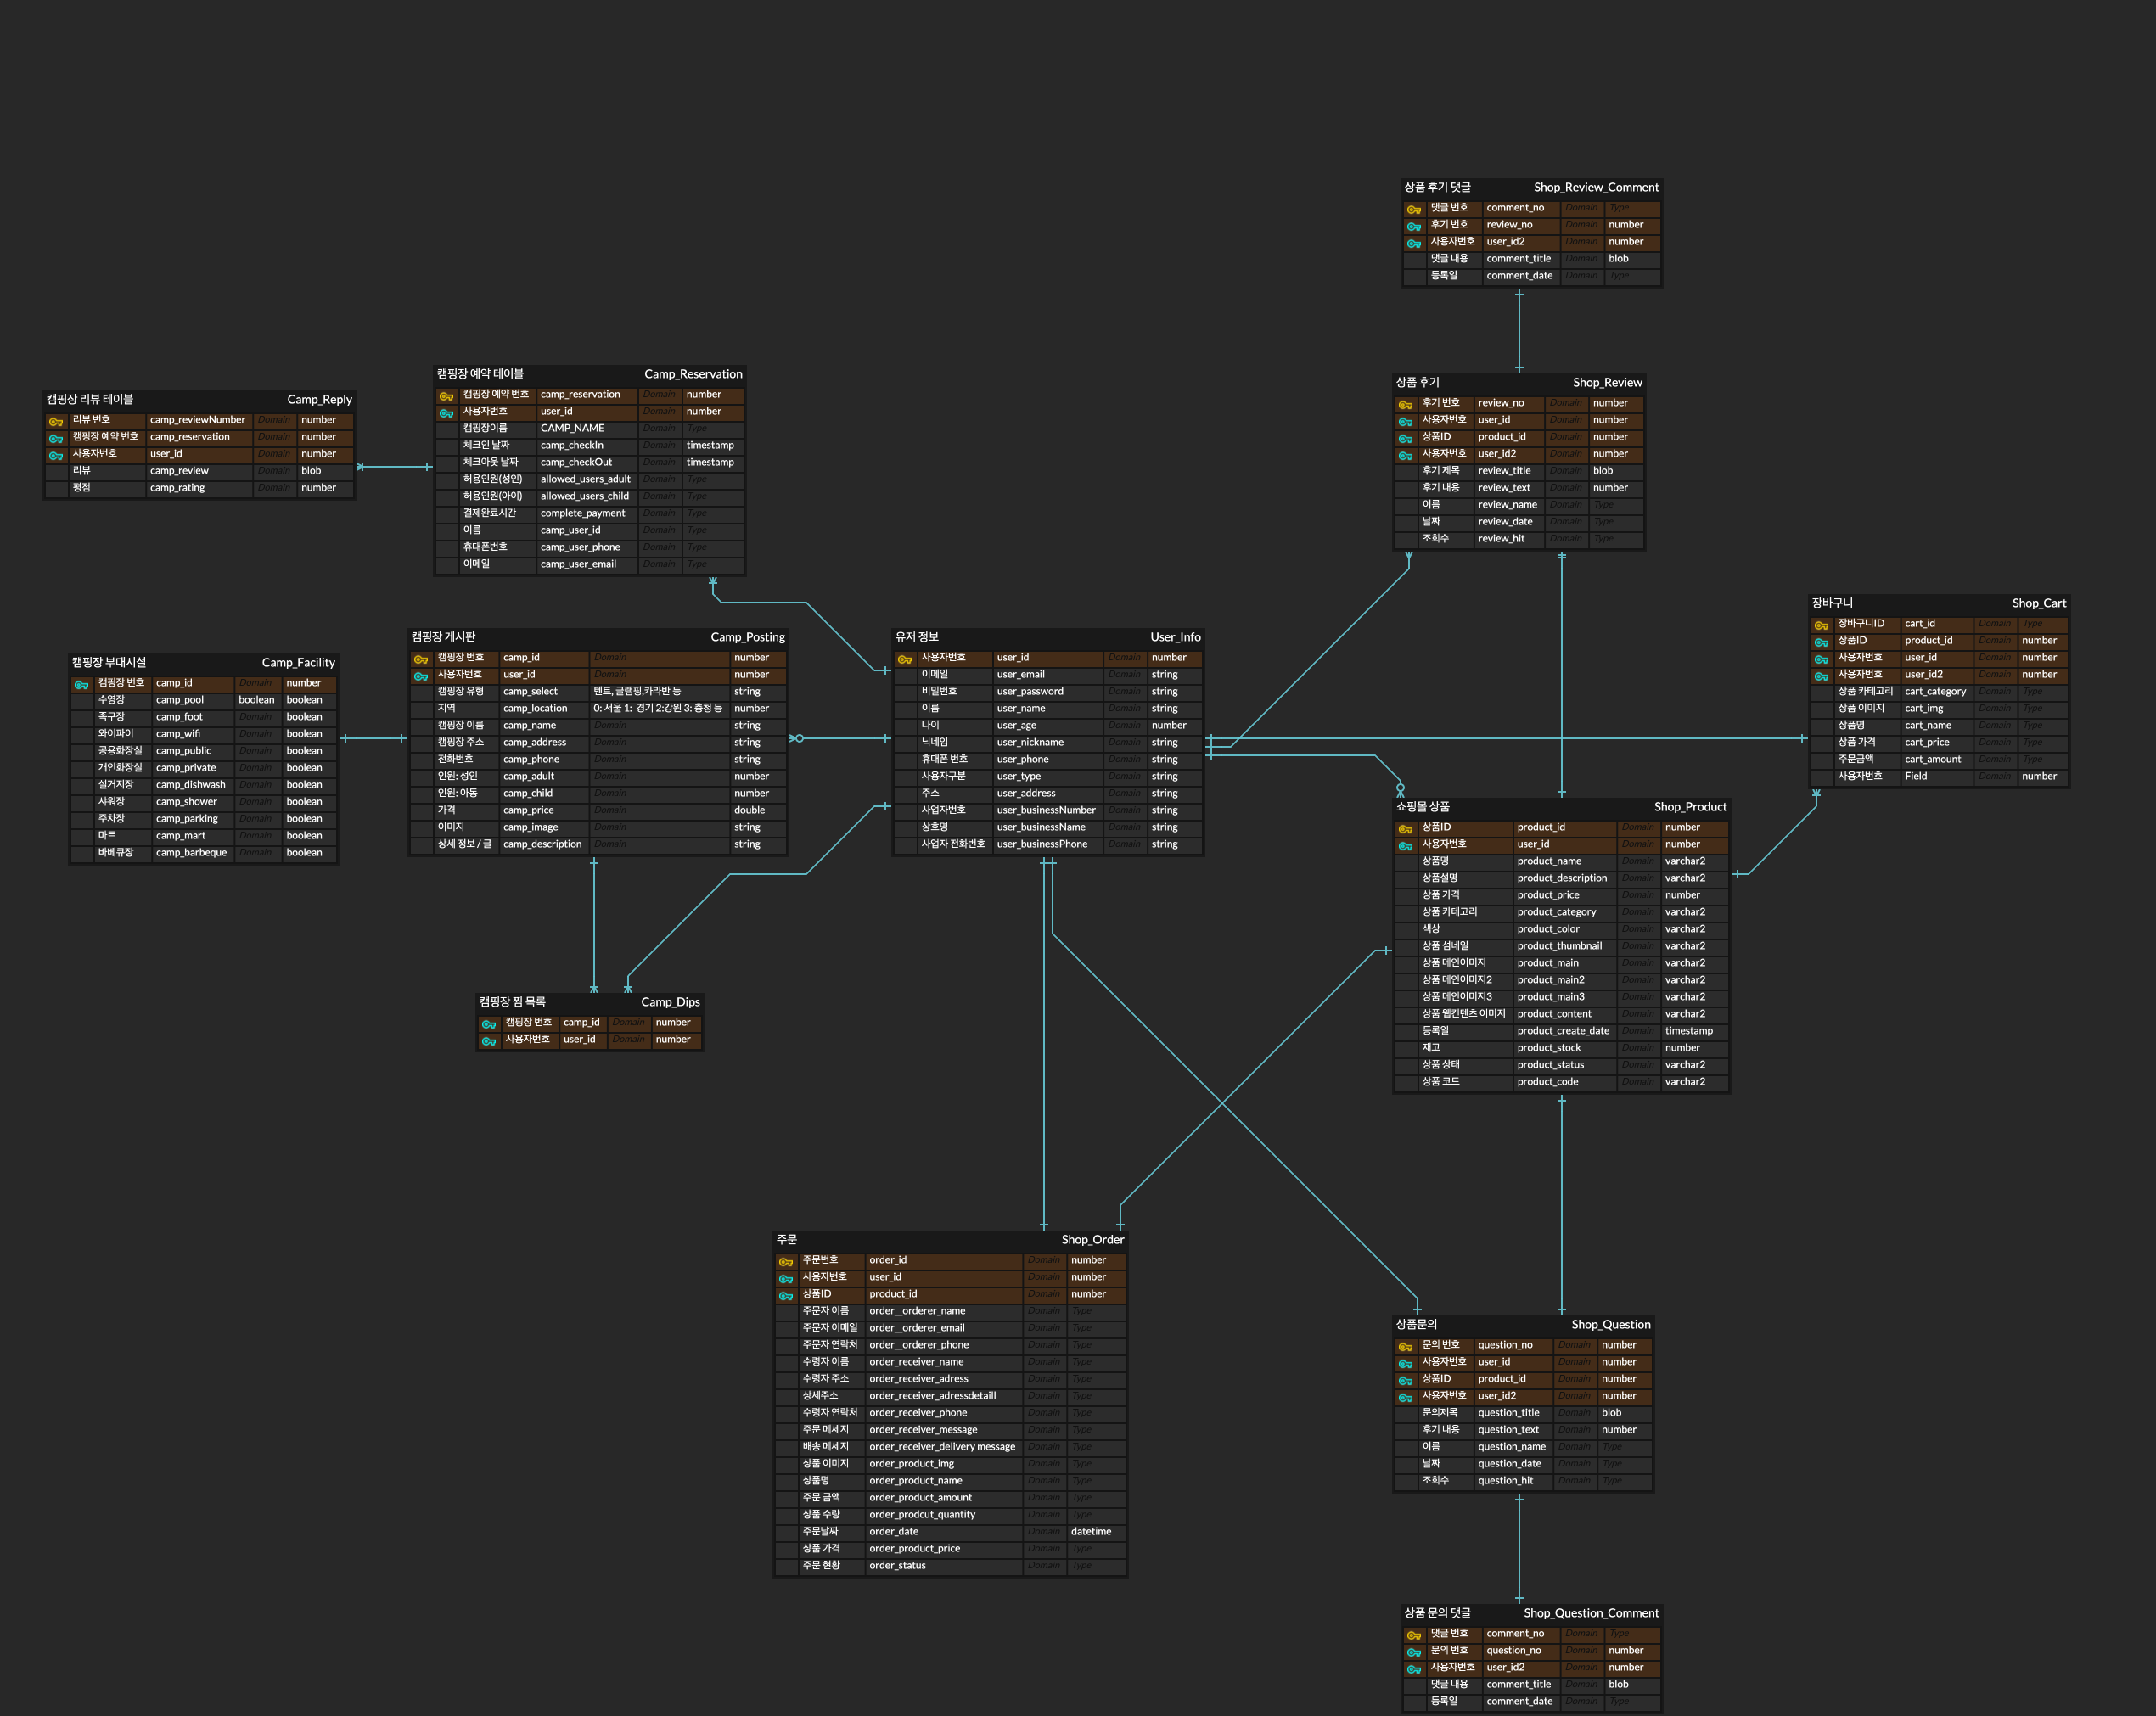 상품 후기 댓글 Shop_Review_Comment
댓글 번호 comment_no Domain Type
후기 번호 review_no Domain number
사용자번호 user_id2 Domain number
댓글 내용 comment_title Domain blob
등록일 comment_date Domain Type
캠핑장 리뷰 테이블 Camp_Reply
리뷰 번호 camp_reviewNumber Domain number
캠핑장 예약 번호 camp_reservation Domain number
사용자번호 user_id Domain number
리뷰 camp_review Domain blob
평점 camp_rating Domain number
캠핑장 예약 테이블 Camp_Reservation
캠핑장 예약 번호 camp_reservation Domain number
사용자번호 user_id Domain number
캠핑장이름 CAMP_NAME Domain Type
체크인 날짜 camp_checkIn Domain timestamp
체크아웃 날짜 camp_checkOut Domain timestamp
허용인원(성인) allowed_users_adult Domain Type
허용인원(아이) allowed_users_child Domain Type
결제완료시간 complete_payment Domain Type
이름 camp_user_id Domain Type
휴대폰번호 camp_user_phone Domain Type
이메일 camp_user_email Domain Type
상품 후기 Shop_Review
후기 번호 review_no Domain number
사용자번호 user_id Domain number
상품ID product_id Domain number
사용자번호 user_id2 Domain number
후기 제목 review_title Domain blob
후기 내용 review_text Domain number
이름 review_name Domain Type
날짜 review_date Domain Type
조회수 review_hit Domain Type
캠핑장 부대시설 Camp_Facility
캠핑장 번호 camp_id Domain number
수영장 camp_pool boolean boolean
족구장 camp_foot Domain boolean
와이파이 camp_wifi Domain boolean
공용화장실 camp_public Domain boolean
개인화장실 camp_private Domain boolean
설거지장 camp_dishwash Domain boolean
샤워장 camp_shower Domain boolean
주차장 camp_parking Domain boolean
마트 camp_mart Domain boolean
바베큐장 camp_barbeque Domain boolean
캠핑장 게시판 Camp_Posting
캠핑장 번호 camp_id Domain number
사용자번호 user_id Domain number
캠핑장 유형 camp_select 텐트, 글램핑,카라반 등 string
지역 camp_location 0: 서울 1: 경기 2:강원 3: 충청 등 number
캠핑장 이름 camp_name Domain string
캠핑장 주소 camp_address Domain string
전화번호 camp_phone Domain string
인원: 성인 camp_adult Domain number
인원: 아동 camp_child Domain number
가격 camp_price Domain double
이미지 camp_image Domain string
상세 정보 / 글 camp_description Domain string
유저 정보 User_Info
사용자번호 user_id Domain number
이메일 user_email Domain string
비밀번호 user_password Domain string
이름 user_name Domain string
나이 user_age Domain number
닉네임 user_nickname Domain string
휴대폰 번호 user_phone Domain string
사용자구분 user_type Domain string
주소 user_address Domain string
사업자번호 user_businessNumber Domain string
상호명 user_businessName Domain string
사업자 전화번호 user_businessPhone Domain string
장바구니 Shop_Cart
장바구니ID cart_id Domain Type
상품ID product_id Domain number
사용자번호 user_id Domain number
사용자번호 user_id2 Domain number
상품 카테고리 cart_category Domain Type
상품 이미지 cart_img Domain Type
상품명 cart_name Domain Type
상품 가격 cart_price Domain Type
주문금액 cart_amount Domain Type
사용자번호 Field Domain number
쇼핑몰 상품 Shop_Product
상품ID product_id Domain number
사용자번호 user_id Domain number
상품명 product_name Domain varchar2
상품설명 product_description Domain varchar2
상품 가격 product_price Domain number
상품 카테고리 product_category Domain varchar2
색상 product_color Domain varchar2
상품 섬네일 product_thumbnail Domain varchar2
상품 메인이미지 product_main Domain varchar2
상품 메인이미지2 product_main2 Domain varchar2
상품 메인이미지3 product_main3 Domain varchar2
상품 웹컨텐츠 이미지 product_content Domain varchar2
등록일 product_create_date Domain timestamp
재고 product_stock Domain number
상품 상태 product_status Domain varchar2
상품 코드 product_code Domain varchar2
캠핑장 찜 목록 Camp_Dips
캠핑장 번호 camp_id Domain number
사용자번호 user_id Domain number
주문 Shop_Order
주문번호 order_id Domain number
사용자번호 user_id Domain number
상품ID product_id Domain number
주문자 이름 order__orderer_name Domain Type
주문자 이메일 order__orderer_email Domain Type
주문자 연락처 order__orderer_phone Domain Type
수령자 이름 order_receiver_name Domain Type
수령자 주소 order_receiver_adress Domain Type
상세주소 order_receiver_adressdetaill Domain Type
수령자 연락처 order_receiver_phone Domain Type
주문 메세지 order_receiver_message Domain Type
배송 메세지 order_receiver_delivery message Domain Type
상품 이미지 order_product_img Domain Type
상품명 order_product_name Domain Type
주문 금액 order_product_amount Domain Type
상품 수량 order_prodcut_quantity Domain Type
주문날짜 order_date Domain datetime
상품 가격 order_product_price Domain Type
주문 현황 order_status Domain Type
상품문의 Shop_Question
문의 번호 question_no Domain number
사용자번호 user_id Domain number
상품ID product_id Domain number
사용자번호 user_id2 Domain number
문의제목 question_title Domain blob
후기 내용 question_text Domain number
이름 question_name Domain Type
날짜 question_date Domain Type
조회수 question_hit Domain Type
상품 문의 댓글 Shop_Question_Comment
댓글 번호 comment_no Domain Type
문의 번호 question_no Domain number
사용자번호 user_id2 Domain number
댓글 내용 comment_title Domain blob
등록일 comment_date Domain Type